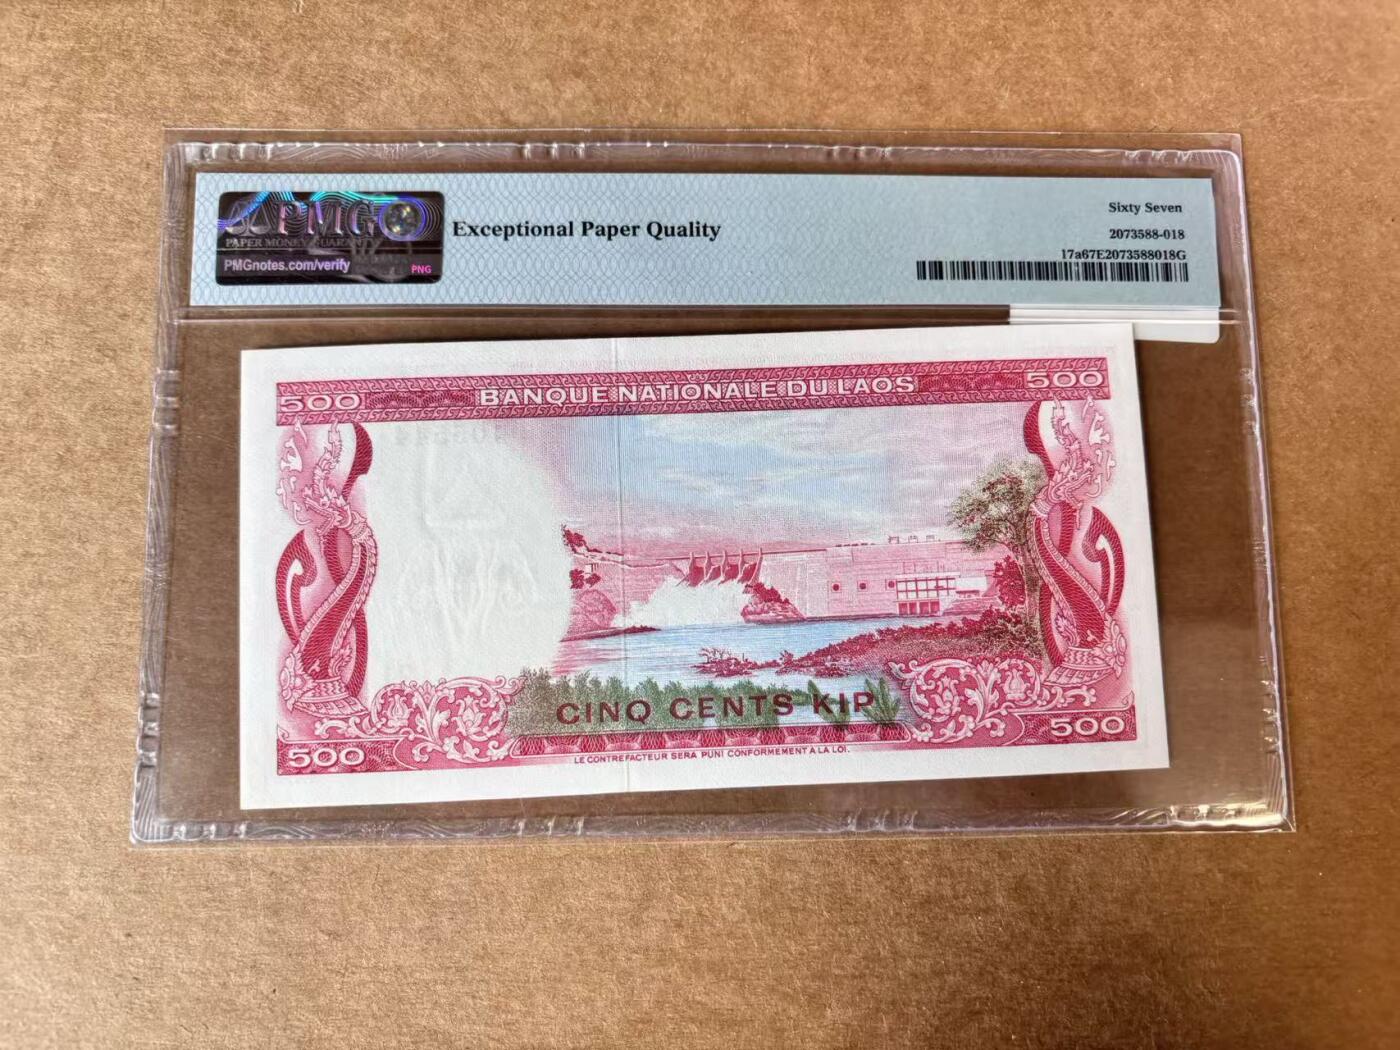 PMG
PAPER MONEY GUARANTY
PMGnotes.com/verify
PNG
Exceptional Paper Quality
Sixty Seven
2073588-018
17a67E2073588018G
500
BANQUE NATIONALE DU LAOS
500
CINQ CENTS KIP
500
500
LE CONTREFACTEUR SERA PUNI CONFORMEMENT A LA LOI.